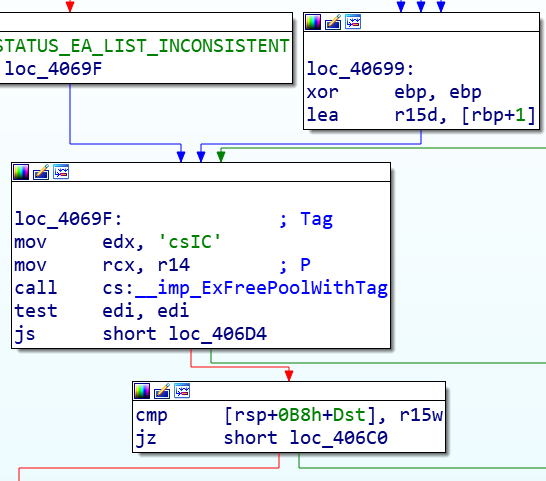 STATUS_EA_LIST_INCONSISTENT
loc_4069F
loc_40699:
xor ebp, ebp
lea r15d, [rbp+1]
loc_4069F: ; Tag
mov edx, 'csIC'
mov rcx, r14 ; P
call cs:__imp_ExFreePoolWithTag
test edi, edi
js short loc_406D4
cmp [rsp+0B8h+Dst], r15w
jz short loc_406C0